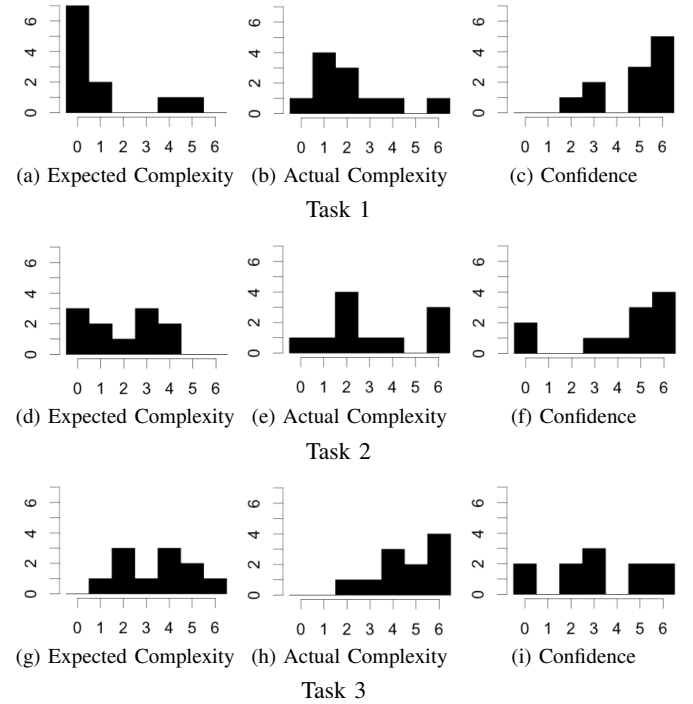 0 2 4 6
0 1 2 3 4 5 6
(a) Expected Complexity
0 2 4 6
0 1 2 3 4 5 6
(b) Actual Complexity
0 2 4 6
0 1 2 3 4 5 6
(c) Confidence
Task 1
0 2 4 6
0 1 2 3 4 5 6
(d) Expected Complexity
0 2 4 6
0 1 2 3 4 5 6
(e) Actual Complexity
0 2 4 6
0 1 2 3 4 5 6
(f) Confidence
Task 2
0 2 4 6
0 1 2 3 4 5 6
(g) Expected Complexity
0 2 4 6
0 1 2 3 4 5 6
(h) Actual Complexity
0 2 4 6
0 1 2 3 4 5 6
(i) Confidence
Task 3